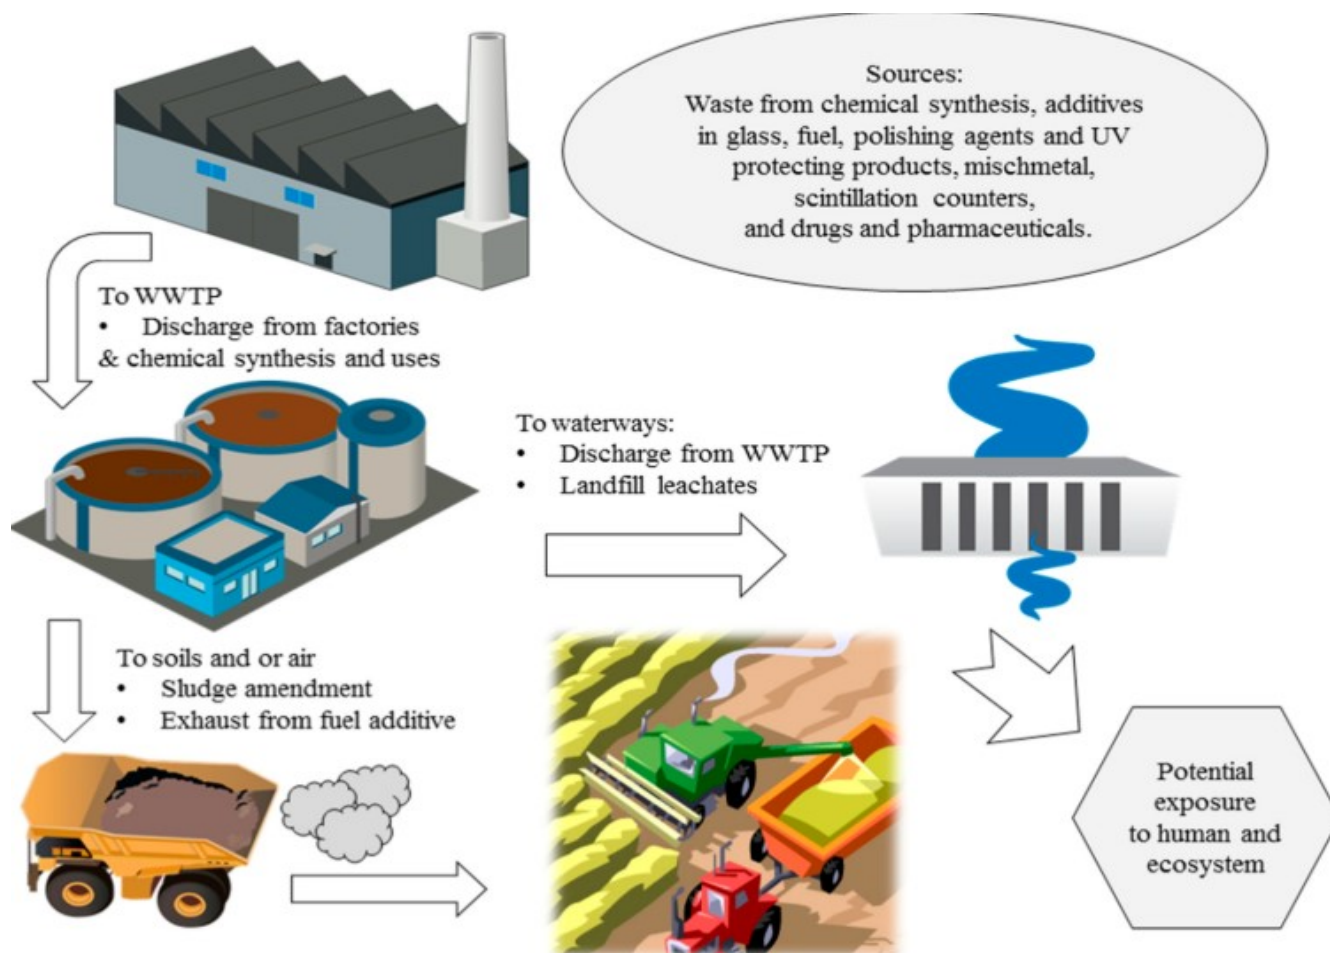 Sources:
Waste from chemical synthesis, additives
in glass, fuel, polishing agents and UV
protecting products, mischmetal,
scintillation counters,
and drugs and pharmaceuticals.
To WWTP
• Discharge from factories
& chemical synthesis and uses
To waterways:
• Discharge from WWTP
• Landfill leachates
To soils and or air
• Sludge amendment
• Exhaust from fuel additive
Potential
exposure
to human and
ecosystem